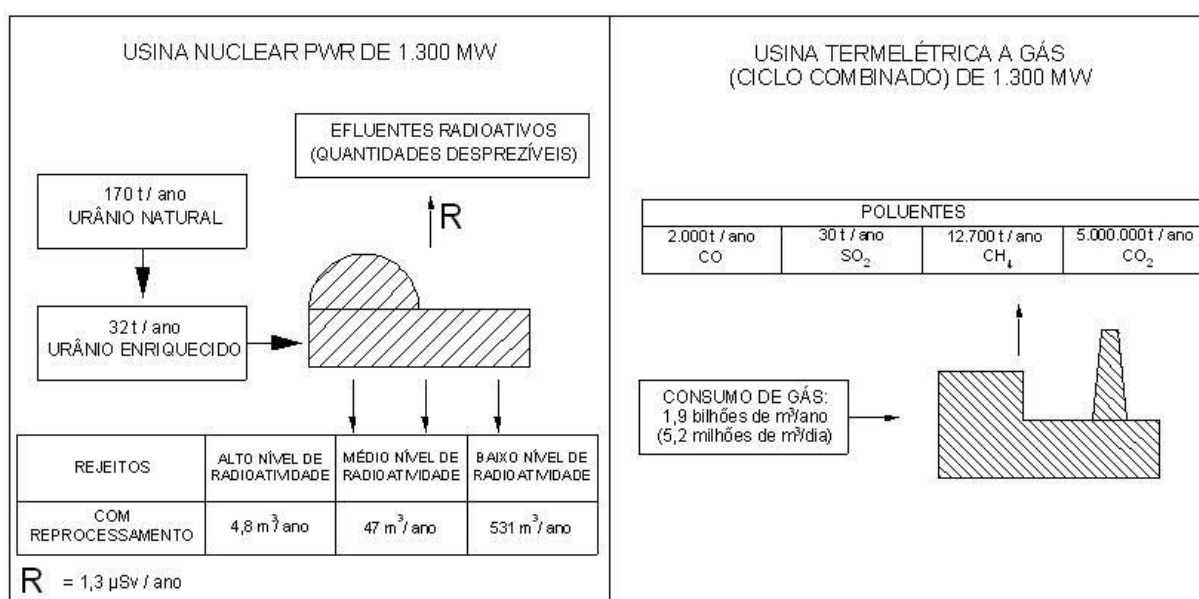 USINA NUCLEAR PWR DE 1.300 MW
EFLUENTES RADIOATIVOS
(QUANTIDADES DESPREZÍVEIS)
170 t / ano
URÂNIO NATURAL
R
32 t / ano
URÂNIO ENRIQUECIDO
REJEITOS
ALTO NÍVEL DE
RADIOATIVIDADE
MÉDIO NÍVEL DE
RADIOATIVIDADE
BAIXO NÍVEL DE
RADIOATIVIDADE
COM
REPROCESSAMENTO
4,8 m³/ ano
47 m³/ ano
531 m³/ ano
R = 1,3 µSv / ano
USINA TERMELÉTRICA A GÁS
(CICLO COMBINADO) DE 1.300 MW
POLUENTES
2.000 t / ano
CO
30 t / ano
SO₂
12.700 t / ano
CH₄
5.000.000 t / ano
CO₂
CONSUMO DE GÁS:
1,9 bilhões de m³/ano
(5,2 milhões de m³/dia)